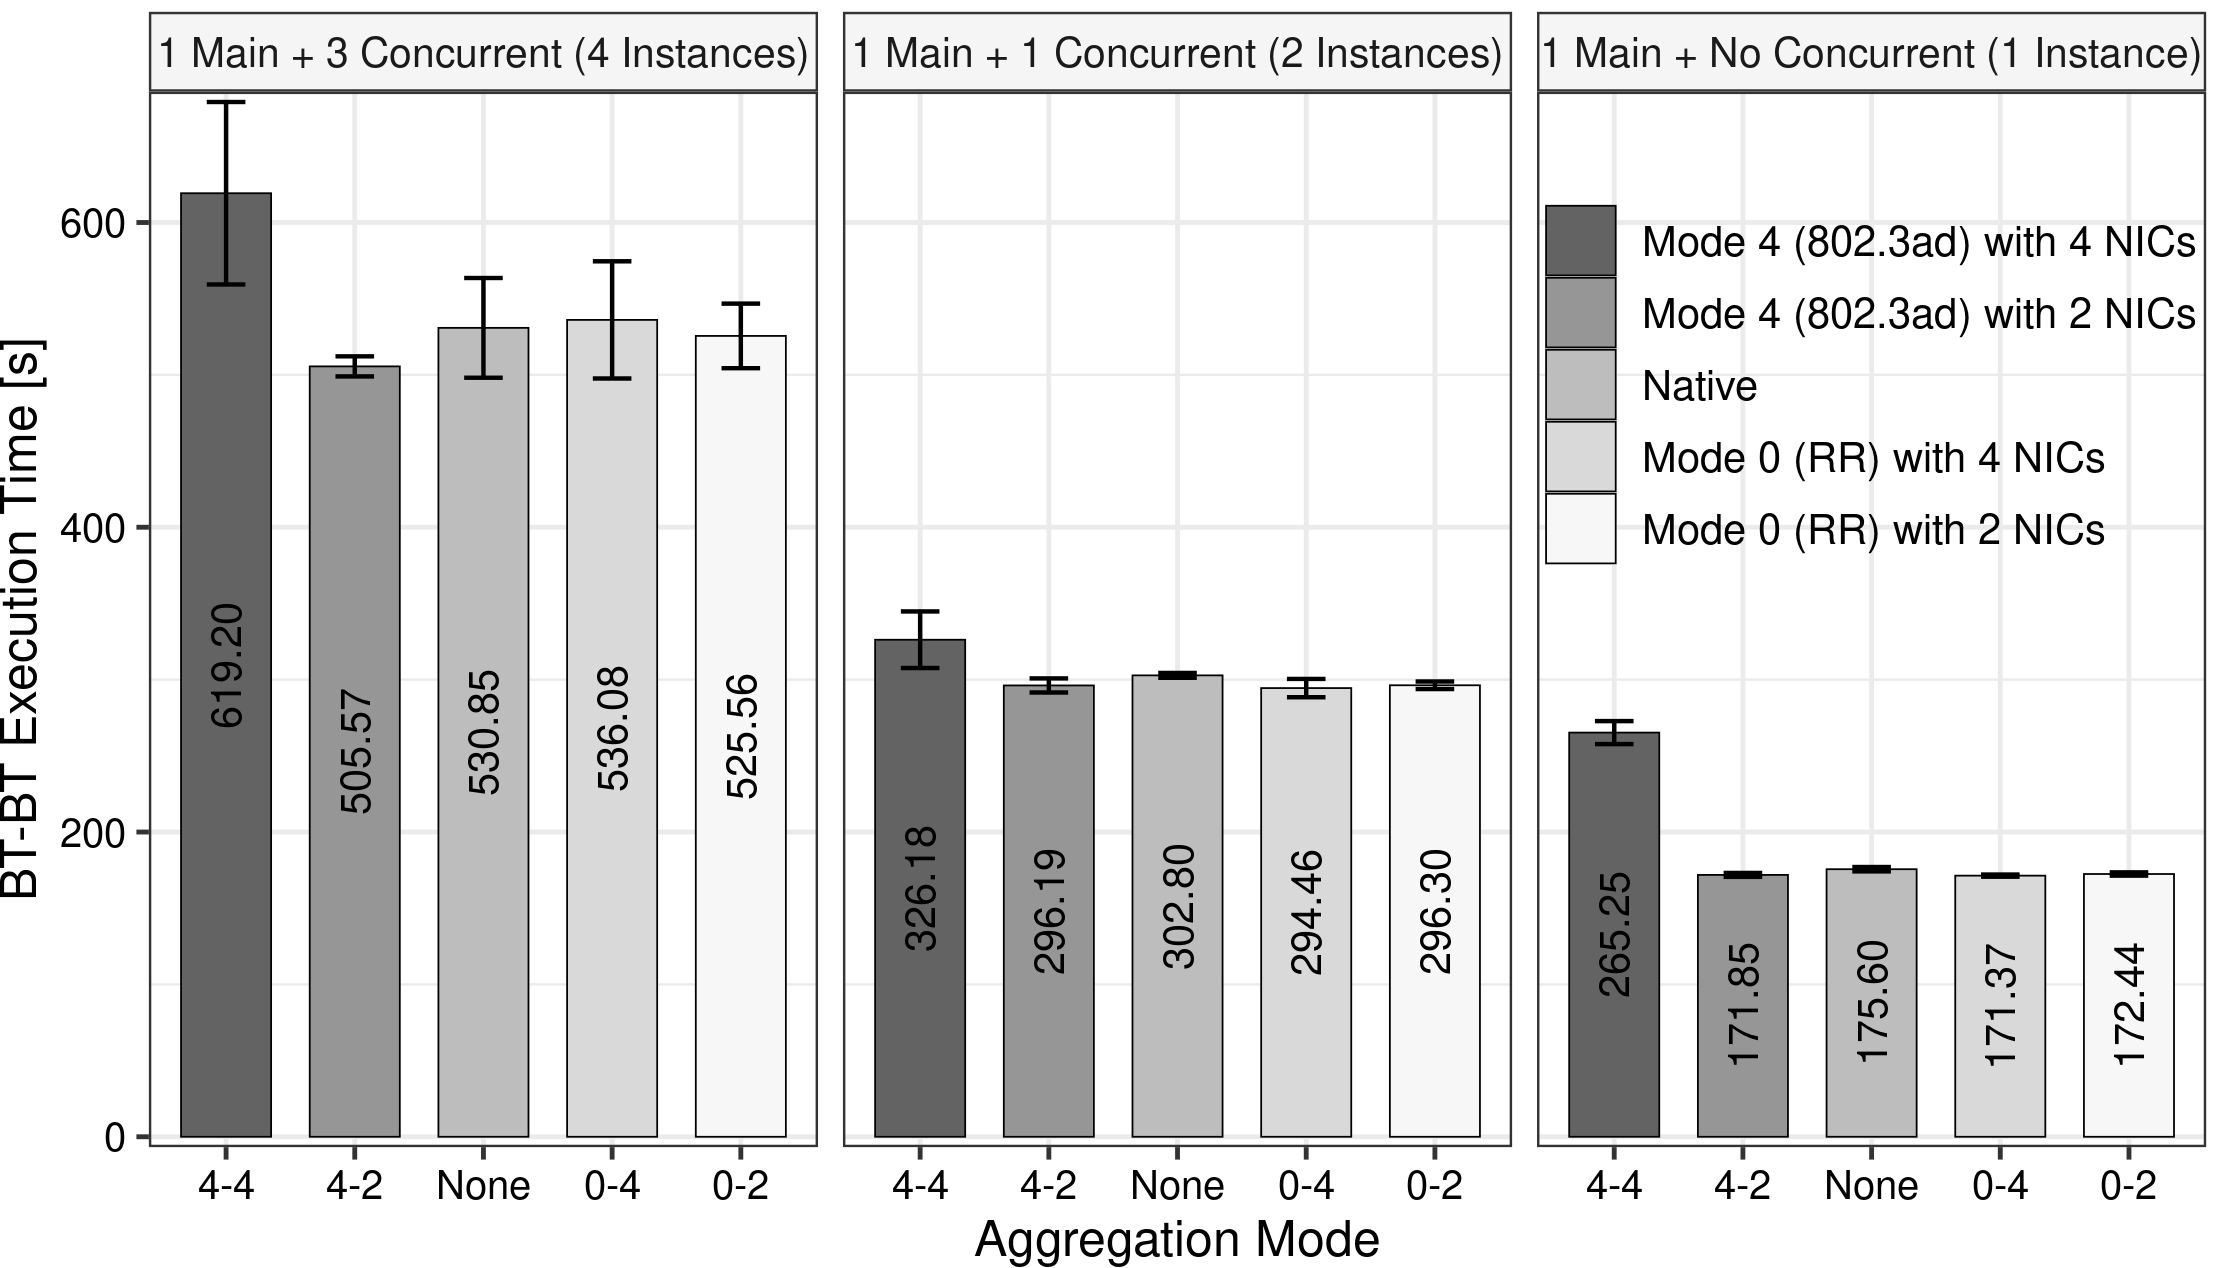 1 Main + 3 Concurrent (4 Instances)
1 Main + 1 Concurrent (2 Instances)
1 Main + No Concurrent (1 Instance)
BT-BT Execution Time [s]
600
400
200
0
619.20
505.57
530.85
536.08
525.56
326.18
296.19
302.80
294.46
296.30
265.25
171.85
175.60
171.37
172.44
Mode 4 (802.3ad) with 4 NICs
Mode 4 (802.3ad) with 2 NICs
Native
Mode 0 (RR) with 4 NICs
Mode 0 (RR) with 2 NICs
4-4 4-2 None 0-4 0-2
4-4 4-2 None 0-4 0-2
4-4 4-2 None 0-4 0-2
Aggregation Mode